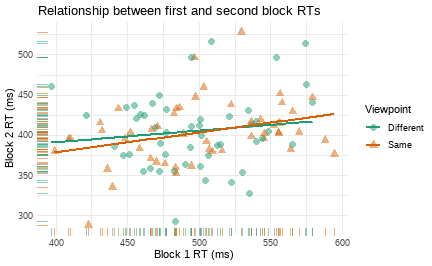 Relationship between first and second block RTs
Block 2 RT (ms)
500
450
400
350
300
400
450
500
550
600
Block 1 RT (ms)
Viewpoint
Different
Same